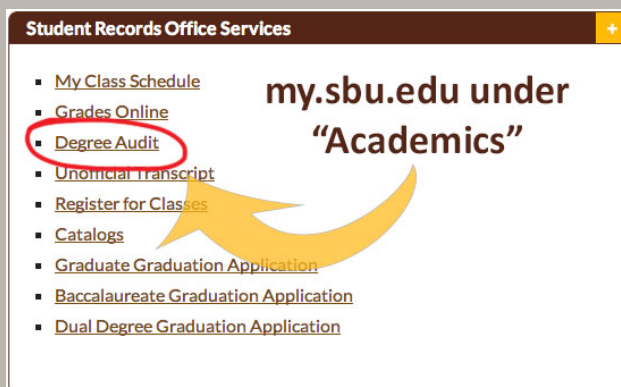 Student Records Office Services +
My Class Schedule
Grades Online
Degree Audit
Unofficial Transcript
Register for Classes
Catalogs
Graduate Graduation Application
Baccalaureate Graduation Application
Dual Degree Graduation Application
my.sbu.edu under
“Academics”